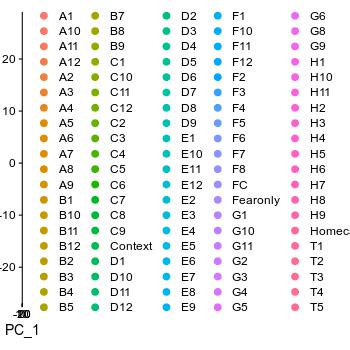 A1 B7 D2 F1 G6
A10 B8 D3 F10 G8
A11 B9 D4 F11 G9
A12 C1 D5 F12 H1
20 A2 C10 D6 F2 H10
A3 C11 D7 F3 H11
A4 C12 D8 F4 H2
A5 C2 D9 F5 H3
A6 C3 E1 F6 H4
A7 C4 E10 F7 H5
0 A8 C5 E11 F8 H6
A9 C6 E12 FC H7
B1 C7 E2 Fearonly H8
-10 B10 C8 E3 G1 H9
B11 C9 E4 G10 Homec
B12 Context E5 G11 T1
-20 B2 D1 E6 G2 T2
B3 D10 E7 G3 T3
B4 D11 E8 G4 T4
B5 D12 E9 G5 T5
PC_1